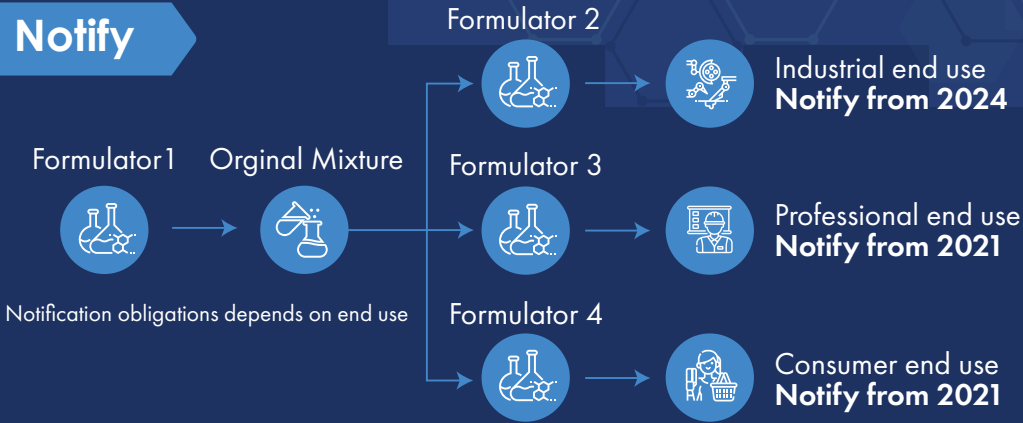 Notify
Formulator1
Orginal Mixture
Notification obligations depends on end use
Formulator 2
Industrial end use
Notify from 2024
Formulator 3
Professional end use
Notify from 2021
Formulator 4
Consumer end use
Notify from 2021